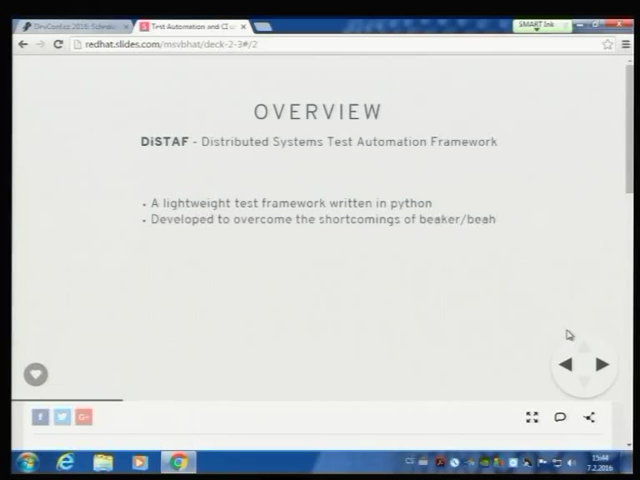 DevConf.cz 2016: Schedu
Test Automation and CI
SMART Ink
redhat.slides.com/msvbhat/deck-2-3#/2
OVERVIEW
DiSTAF - Distributed Systems Test Automation Framework
• A lightweight test framework written in python
• Developed to overcome the shortcomings of beaker/beah
CS
15:44
7.2.2016